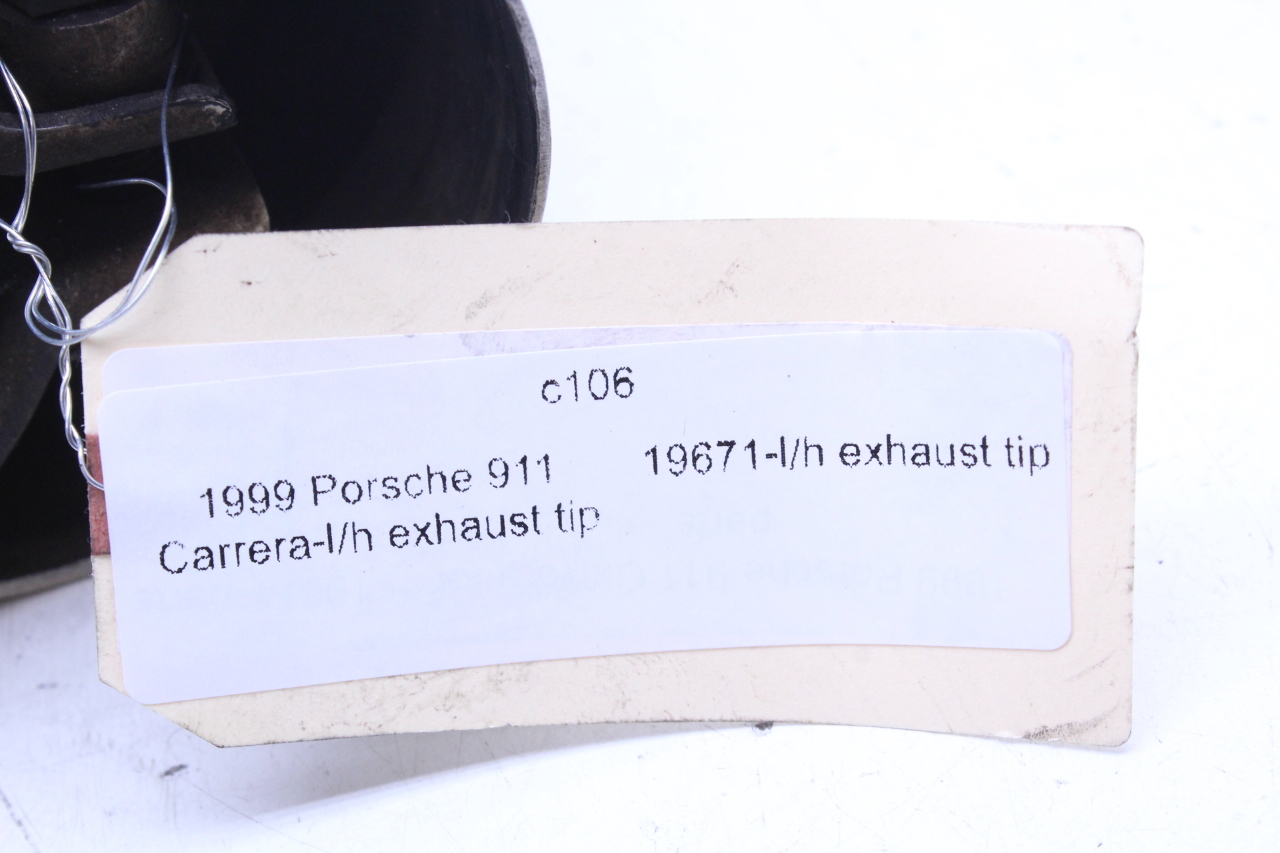 c106
1999 Porsche 911 19671-l/h exhaust tip
Carrera-l/h exhaust tip